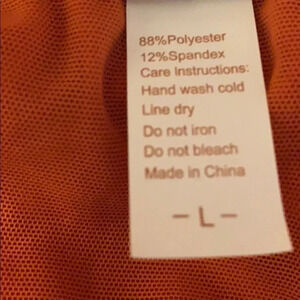 88%Polyester
12%Spandex
Care Instructions:
Hand wash cold
Line dry
Do not iron
Do not bleach
Made in China
- L -